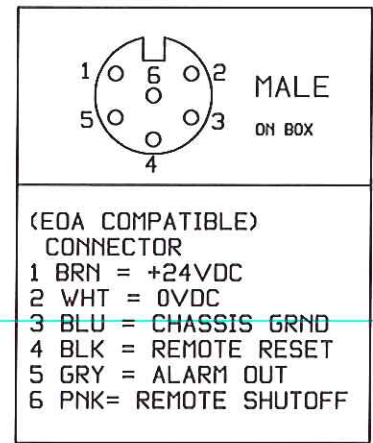 1 6 2
MALE
5 3
ON BOX
4
(EOA COMPATIBLE)
CONNECTOR
1 BRN = +24VDC
2 WHT = 0VDC
3 BLU = CHASSIS GRND
4 BLK = REMOTE RESET
5 GRY = ALARM OUT
6 PNK= REMOTE SHUTOFF